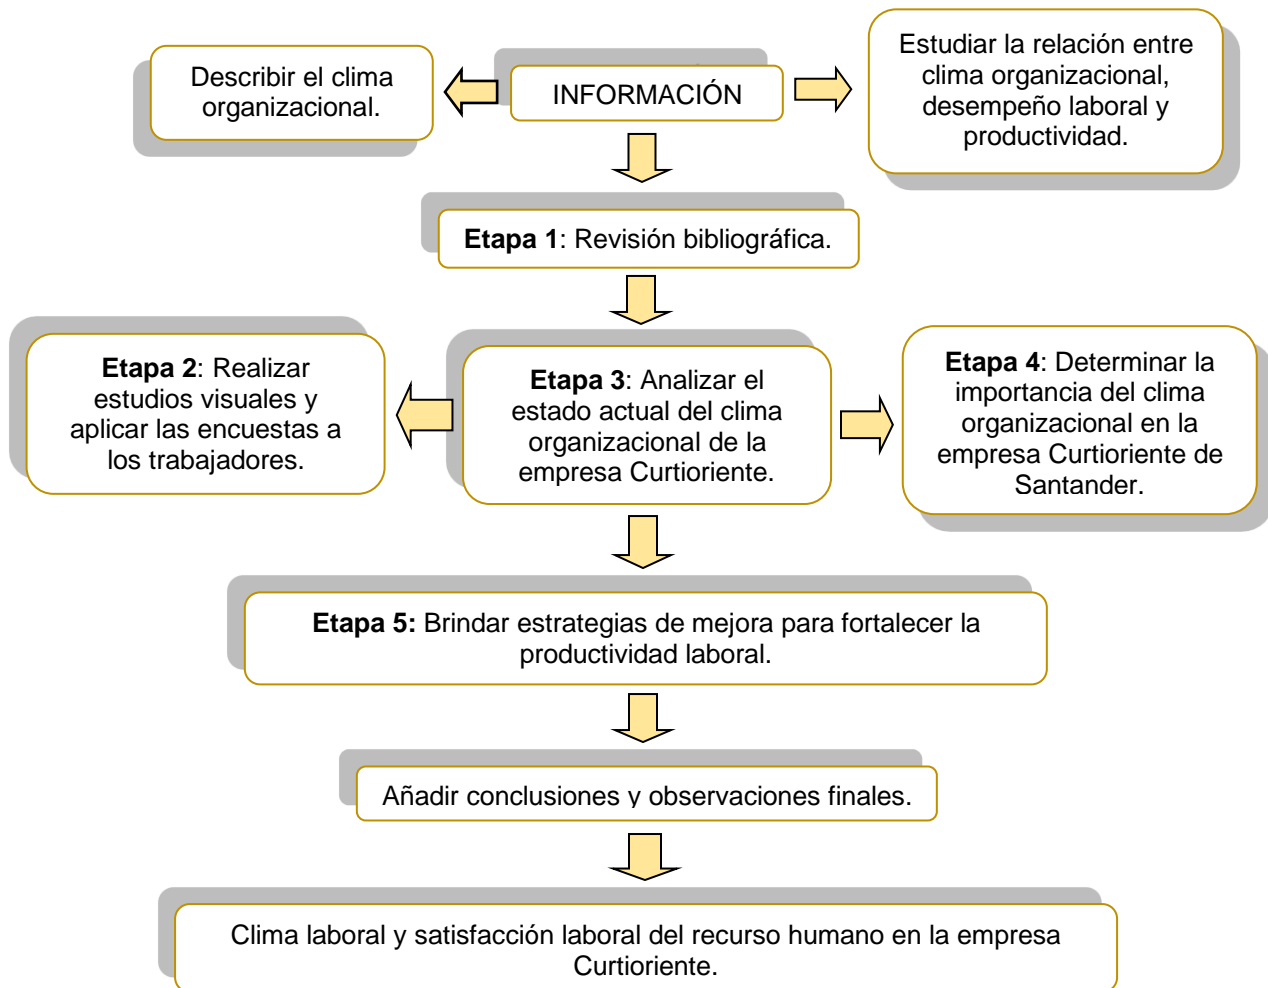 Describir el clima
organizacional.
INFORMACIÓN
Estudiar la relación entre
clima organizacional,
desempeño laboral y
productividad.
Etapa 1: Revisión bibliográfica.
Etapa 2: Realizar
estudios visuales y
aplicar las encuestas a
los trabajadores.
Etapa 3: Analizar el
estado actual del clima
organizacional de la
empresa Curtioriente.
Etapa 4: Determinar la
importancia del clima
organizacional en la
empresa Curtioriente de
Santander.
Etapa 5: Brindar estrategias de mejora para fortalecer la
productividad laboral.
Añadir conclusiones y observaciones finales.
Clima laboral y satisfacción laboral del recurso humano en la empresa
Curtioriente.